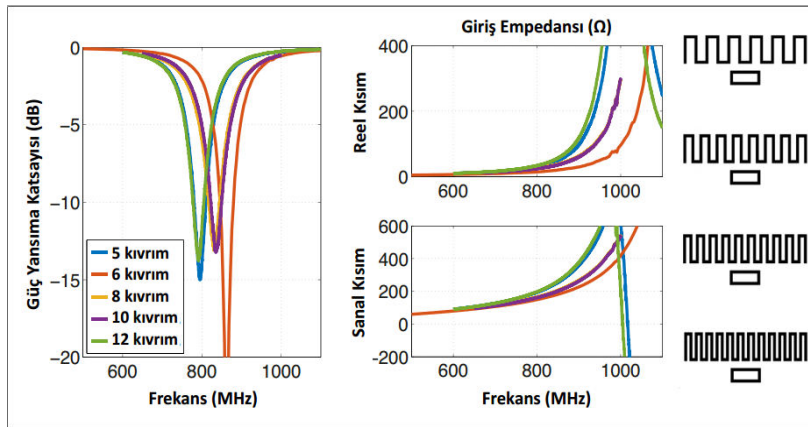 Güç Yansıma Katsayısı (dB)
0
−5
−10
−15
−20
5 kıvrım
6 kıvrım
8 kıvrım
10 kıvrım
12 kıvrım
600 800 1000
Frekans (MHz)
Giriş Empedansı (Ω)
Reel Kısım
400
200
0
600 800 1000
Sanal Kısım
600
400
200
0
-200
600 800 1000
Frekans (MHz)